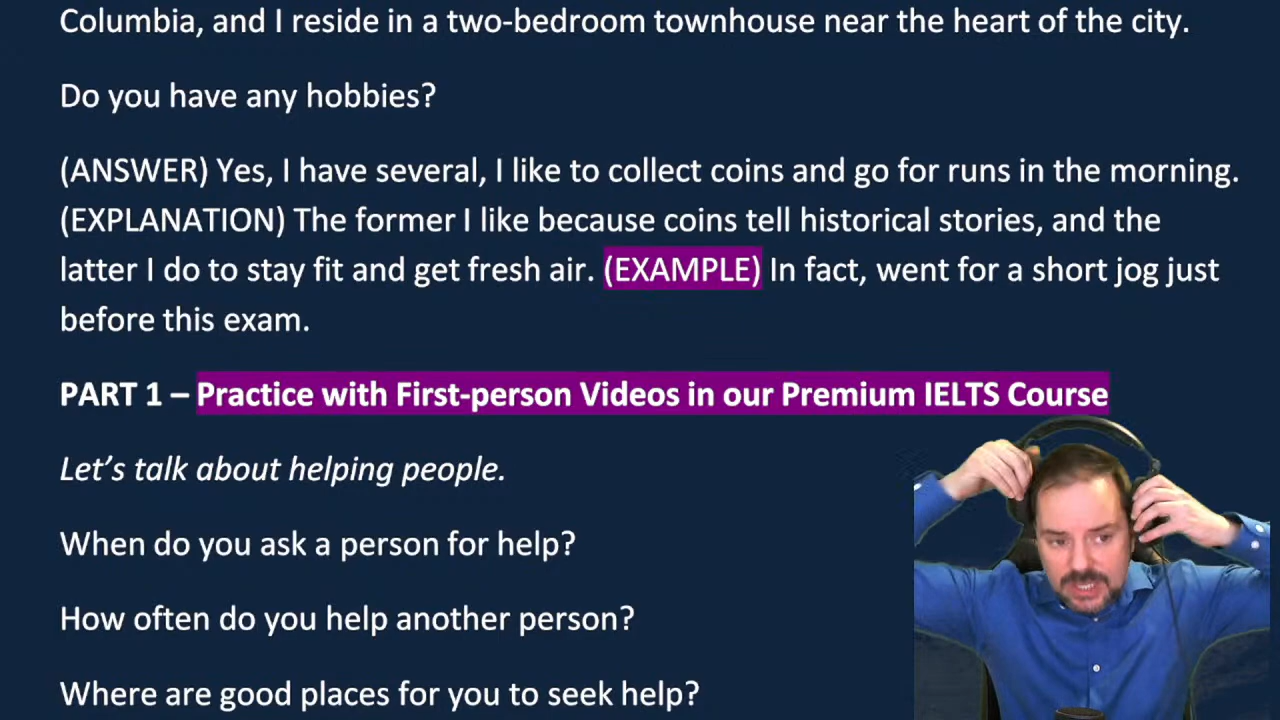 Columbia, and I reside in a two-bedroom townhouse near the heart of the city.
Do you have any hobbies?
(ANSWER) Yes, I have several, I like to collect coins and go for runs in the morning.
(EXPLANATION) The former I like because coins tell historical stories, and the
latter I do to stay fit and get fresh air. (EXAMPLE) In fact, went for a short jog just
before this exam.
PART 1 – Practice with First-person Videos in our Premium IELTS Course
Let’s talk about helping people.
When do you ask a person for help?
How often do you help another person?
Where are good places for you to seek help?